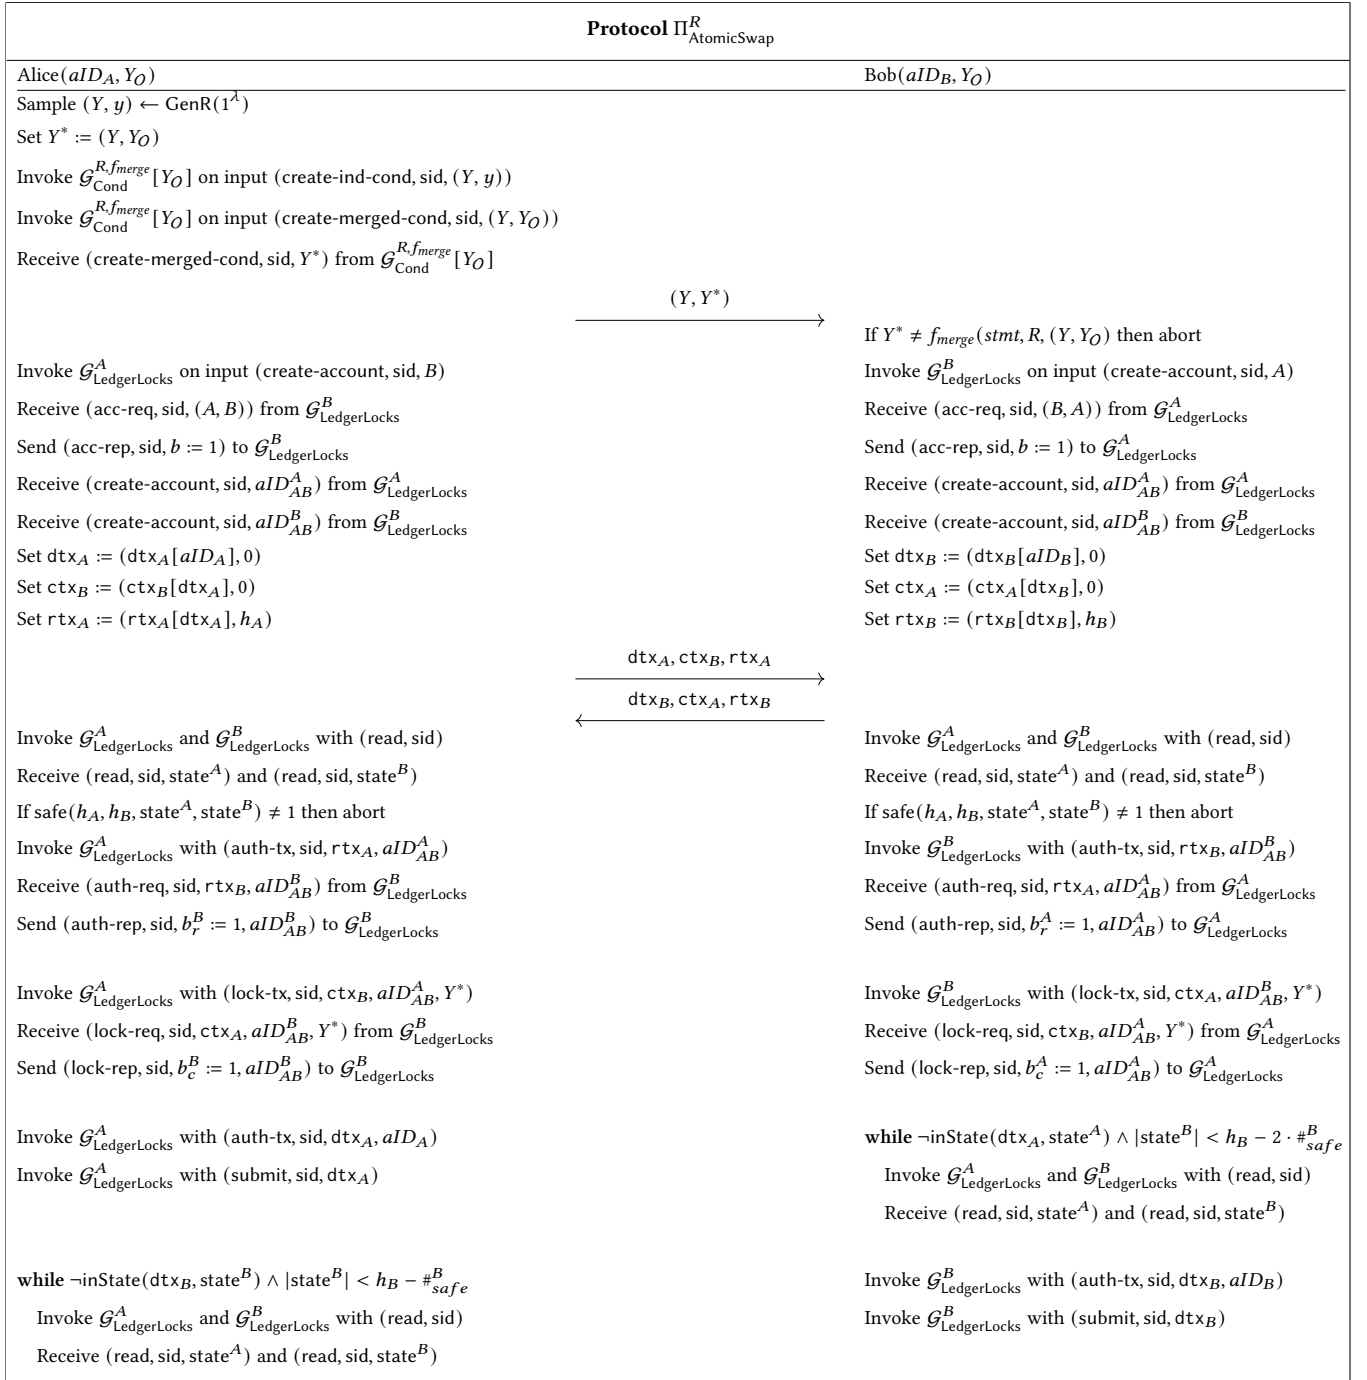 Protocol Π^R_AtomicSwap
Alice(aID_A, Y_O) Bob(aID_B, Y_O)
Sample (Y, y) ← GenR(1^λ)
Set Y* := (Y, Y_O)
Invoke 𝒢^{R,f_merge}_Cond[Y_O] on input (create-ind-cond, sid, (Y, y))
Invoke 𝒢^{R,f_merge}_Cond[Y_O] on input (create-merged-cond, sid, (Y, Y_O))
Receive (create-merged-cond, sid, Y*) from 𝒢^{R,f_merge}_Cond[Y_O]
(Y, Y*)
If Y* ≠ f_merge(stmt, R, (Y, Y_O) then abort
Invoke 𝒢^A_LedgerLocks on input (create-account, sid, B) Invoke 𝒢^B_LedgerLocks on input (create-account, sid, A)
Receive (acc-req, sid, (A, B)) from 𝒢^B_LedgerLocks Receive (acc-req, sid, (B, A)) from 𝒢^A_LedgerLocks
Send (acc-rep, sid, b := 1) to 𝒢^B_LedgerLocks Send (acc-rep, sid, b := 1) to 𝒢^A_LedgerLocks
Receive (create-account, sid, aID^A_AB) from 𝒢^A_LedgerLocks Receive (create-account, sid, aID^A_AB) from 𝒢^A_LedgerLocks
Receive (create-account, sid, aID^B_AB) from 𝒢^B_LedgerLocks Receive (create-account, sid, aID^B_AB) from 𝒢^B_LedgerLocks
Set dtx_A := (dtx_A[aID_A], 0) Set dtx_B := (dtx_B[aID_B], 0)
Set ctx_B := (ctx_B[dtx_A], 0) Set ctx_A := (ctx_A[dtx_B], 0)
Set rtx_A := (rtx_A[dtx_A], h_A) Set rtx_B := (rtx_B[dtx_B], h_B)
dtx_A, ctx_B, rtx_A
dtx_B, ctx_A, rtx_B
Invoke 𝒢^A_LedgerLocks and 𝒢^B_LedgerLocks with (read, sid) Invoke 𝒢^A_LedgerLocks and 𝒢^B_LedgerLocks with (read, sid)
Receive (read, sid, state^A) and (read, sid, state^B) Receive (read, sid, state^A) and (read, sid, state^B)
If safe(h_A, h_B, state^A, state^B) ≠ 1 then abort If safe(h_A, h_B, state^A, state^B) ≠ 1 then abort
Invoke 𝒢^A_LedgerLocks with (auth-tx, sid, rtx_A, aID^A_AB) Invoke 𝒢^B_LedgerLocks with (auth-tx, sid, rtx_B, aID^B_AB)
Receive (auth-req, sid, rtx_B, aID^B_AB) from 𝒢^B_LedgerLocks Receive (auth-req, sid, rtx_A, aID^A_AB) from 𝒢^A_LedgerLocks
Send (auth-rep, sid, b^B_r := 1, aID^B_AB) to 𝒢^B_LedgerLocks Send (auth-rep, sid, b^A_r := 1, aID^A_AB) to 𝒢^A_LedgerLocks
Invoke 𝒢^A_LedgerLocks with (lock-tx, sid, ctx_B, aID^A_AB, Y*) Invoke 𝒢^B_LedgerLocks with (lock-tx, sid, ctx_A, aID^B_AB, Y*)
Receive (lock-req, sid, ctx_A, aID^B_AB, Y*) from 𝒢^B_LedgerLocks Receive (lock-req, sid, ctx_B, aID^A_AB, Y*) from 𝒢^A_LedgerLocks
Send (lock-rep, sid, b^B_c := 1, aID^B_AB) to 𝒢^B_LedgerLocks Send (lock-rep, sid, b^A_c := 1, aID^A_AB) to 𝒢^A_LedgerLocks
Invoke 𝒢^A_LedgerLocks with (auth-tx, sid, dtx_A, aID_A) while ¬inState(dtx_A, state^A) ∧ |state^B| < h_B − 2 · #^B_safe
Invoke 𝒢^A_LedgerLocks with (submit, sid, dtx_A) Invoke 𝒢^A_LedgerLocks and 𝒢^B_LedgerLocks with (read, sid)
Receive (read, sid, state^A) and (read, sid, state^B)
while ¬inState(dtx_B, state^B) ∧ |state^B| < h_B − #^B_safe Invoke 𝒢^B_LedgerLocks with (auth-tx, sid, dtx_B, aID_B)
Invoke 𝒢^A_LedgerLocks and 𝒢^B_LedgerLocks with (read, sid) Invoke 𝒢^B_LedgerLocks with (submit, sid, dtx_B)
Receive (read, sid, state^A) and (read, sid, state^B)